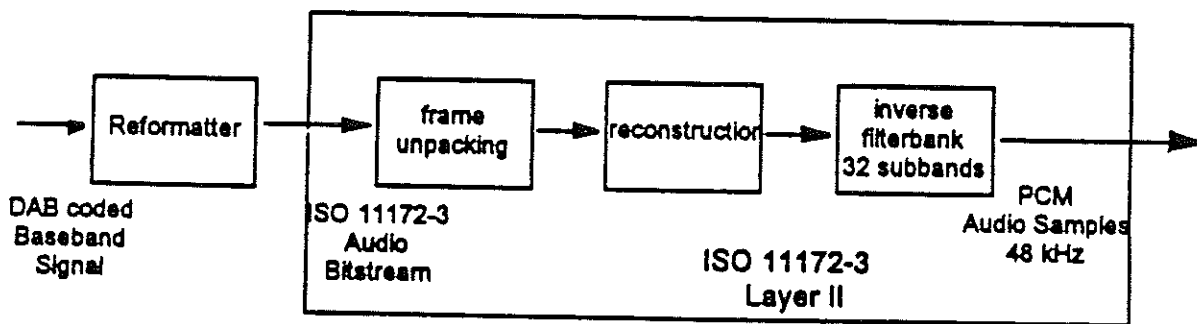 Reformatter
frame
unpacking
reconstruction
inverse
filterbank
32 subbands
DAB coded
Baseband
Signal
ISO 11172-3
Audio
Bitstream
ISO 11172-3
Layer II
PCM
Audio Samples
48 kHz